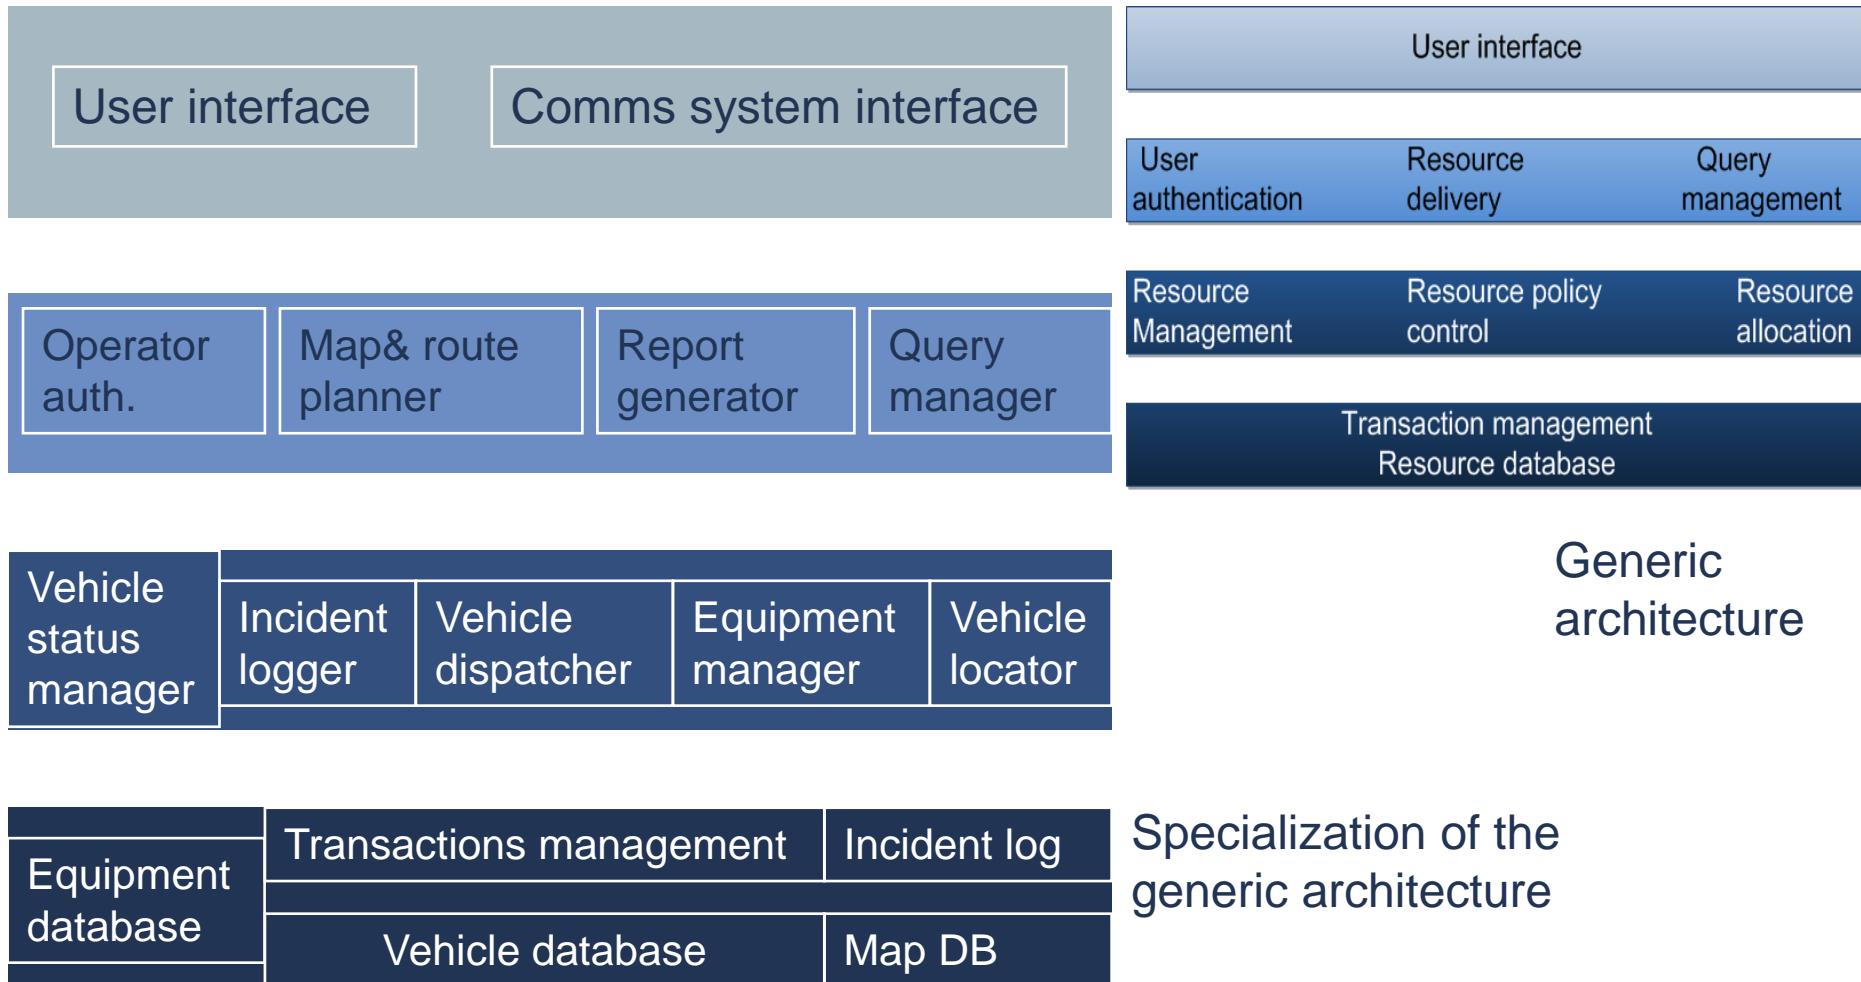 User interface
Comms system interface
Operator
auth.
Map& route
planner
Report
generator
Query
manager
Vehicle
status
manager
Incident
logger
Vehicle
dispatcher
Equipment
manager
Vehicle
locator
Equipment
database
Transactions management
Incident log
Vehicle database
Map DB
User interface
User
authentication
Resource
delivery
Query
management
Resource
Management
Resource policy
control
Resource
allocation
Transaction management
Resource database
Generic
architecture
Specialization of the
generic architecture